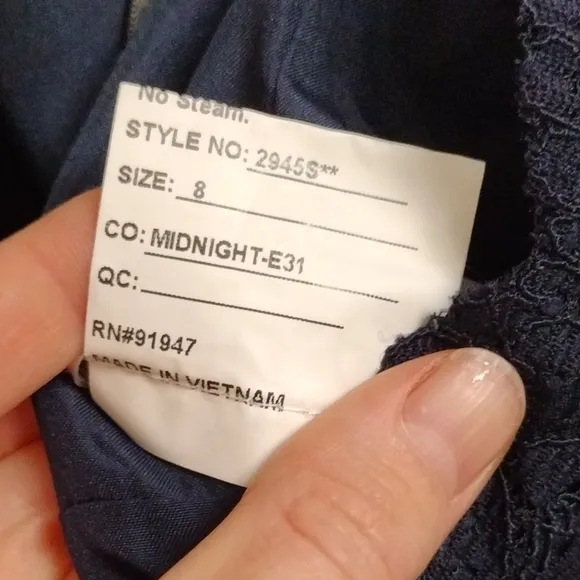 No Steam.
STYLE NO: 2945S**
SIZE: 8
CO: MIDNIGHT-E31
QC:
RN#91947
MADE IN VIETNAM